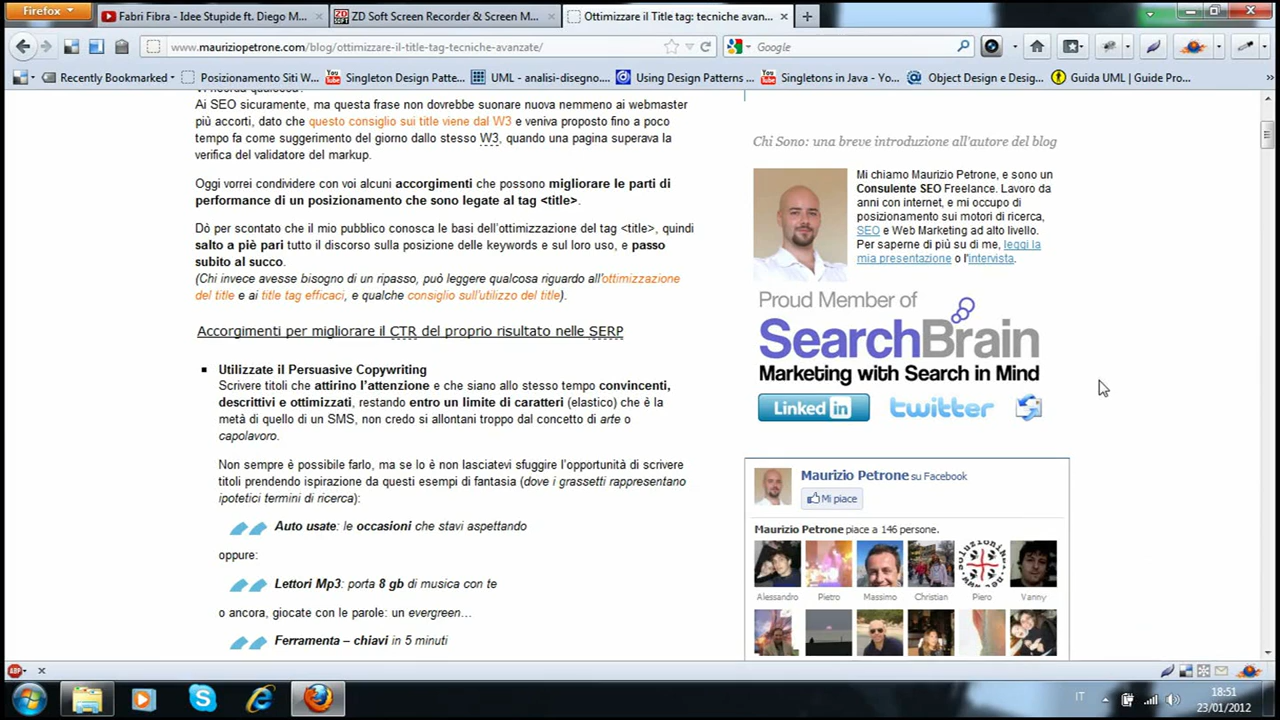 Firefox
Fabri Fibra - Idee Stupide ft. Diego M...
ZD Soft Screen Recorder & Screen M...
Ottimizzare il Title tag: tecniche avan...
www.mauriziopetrone.com/blog/ottimizzare-il-title-tag-tecniche-avanzate/
Google
Recently Bookmarked
Posizionamento Siti W...
Singleton Design Patte...
UML - analisi-disegno....
Using Design Patterns ...
Singletons in Java - Yo...
Object Design e Desig...
Guida UML | Guide Pro...
Ai SEO sicuramente, ma questa frase non dovrebbe suonare nuova nemmeno ai webmaster
più accorti, dato che questo consiglio sui title viene dal W3 e veniva proposto fino a poco
tempo fa come suggerimento del giorno dallo stesso W3, quando una pagina superava la
verifica del validatore del markup.
Oggi vorrei condividere con voi alcuni accorgimenti che possono migliorare le parti di
performance di un posizionamento che sono legate al tag <title>.
Dò per scontato che il mio pubblico conosca le basi dell'ottimizzazione del tag <title>, quindi
salto a piè pari tutto il discorso sulla posizione delle keywords e sul loro uso, e passo
subito al succo.
(Chi invece avesse bisogno di un ripasso, può leggere qualcosa riguardo all'ottimizzazione
del title e ai title tag efficaci, e qualche consiglio sull'utilizzo del title).
Accorgimenti per migliorare il CTR del proprio risultato nelle SERP
Utilizzate il Persuasive Copywriting
Scrivere titoli che attirino l'attenzione e che siano allo stesso tempo convincenti,
descrittivi e ottimizzati, restando entro un limite di caratteri (elastico) che è la
metà di quello di un SMS, non credo si allontani troppo dal concetto di arte o
capolavoro.
Non sempre è possibile farlo, ma se lo è non lasciatevi sfuggire l'opportunità di scrivere
titoli prendendo ispirazione da questi esempi di fantasia (dove i grassetti rappresentano
ipotetici termini di ricerca):
Auto usate: le occasioni che stavi aspettando
oppure:
Lettori Mp3: porta 8 gb di musica con te
o ancora, giocate con le parole: un evergreen...
Ferramenta – chiavi in 5 minuti
Chi Sono: una breve introduzione all'autore del blog
Mi chiamo Maurizio Petrone, e sono un
Consulente SEO Freelance. Lavoro da
anni con internet, e mi occupo di
posizionamento sui motori di ricerca,
SEO e Web Marketing ad alto livello.
Per saperne di più su di me, leggi la
mia presentazione o l'intervista.
Proud Member of
SearchBrain
Marketing with Search in Mind
Linked in
twitter
Maurizio Petrone su Facebook
Mi piace
Maurizio Petrone piace a 146 persone.
Alessandro
Pietro
Massimo
Christian
Piero
Vanny
ABP
IT
18:51
23/01/2012